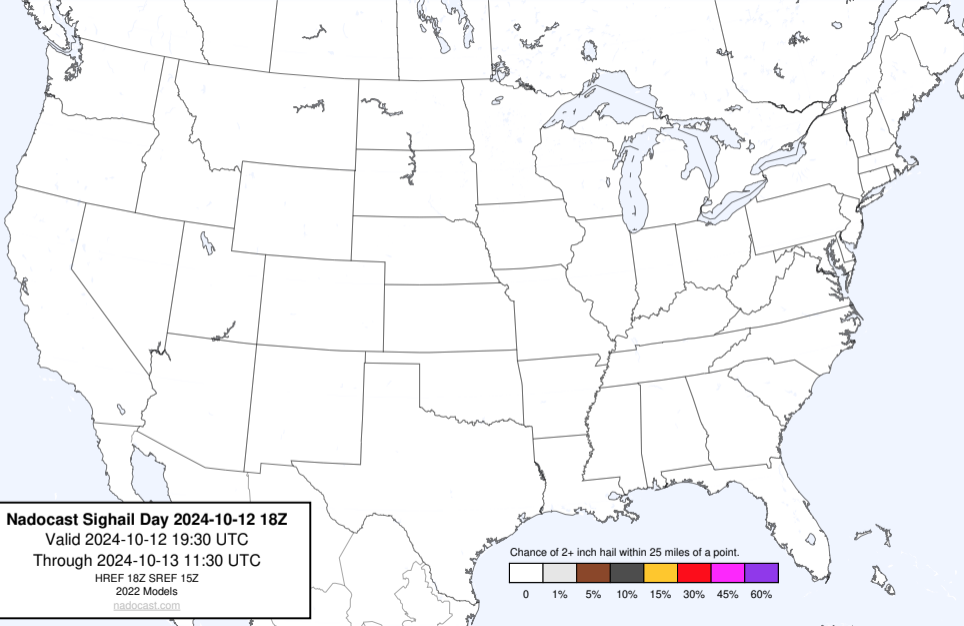 Nadocast Sighail Day 2024-10-12 18Z
Valid 2024-10-12 19:30 UTC
Through 2024-10-13 11:30 UTC
HREF 18Z SREF 15Z
2022 Models
nadocast.com
Chance of 2+ inch hail within 25 miles of a point.
0 1% 5% 10% 15% 30% 45% 60%